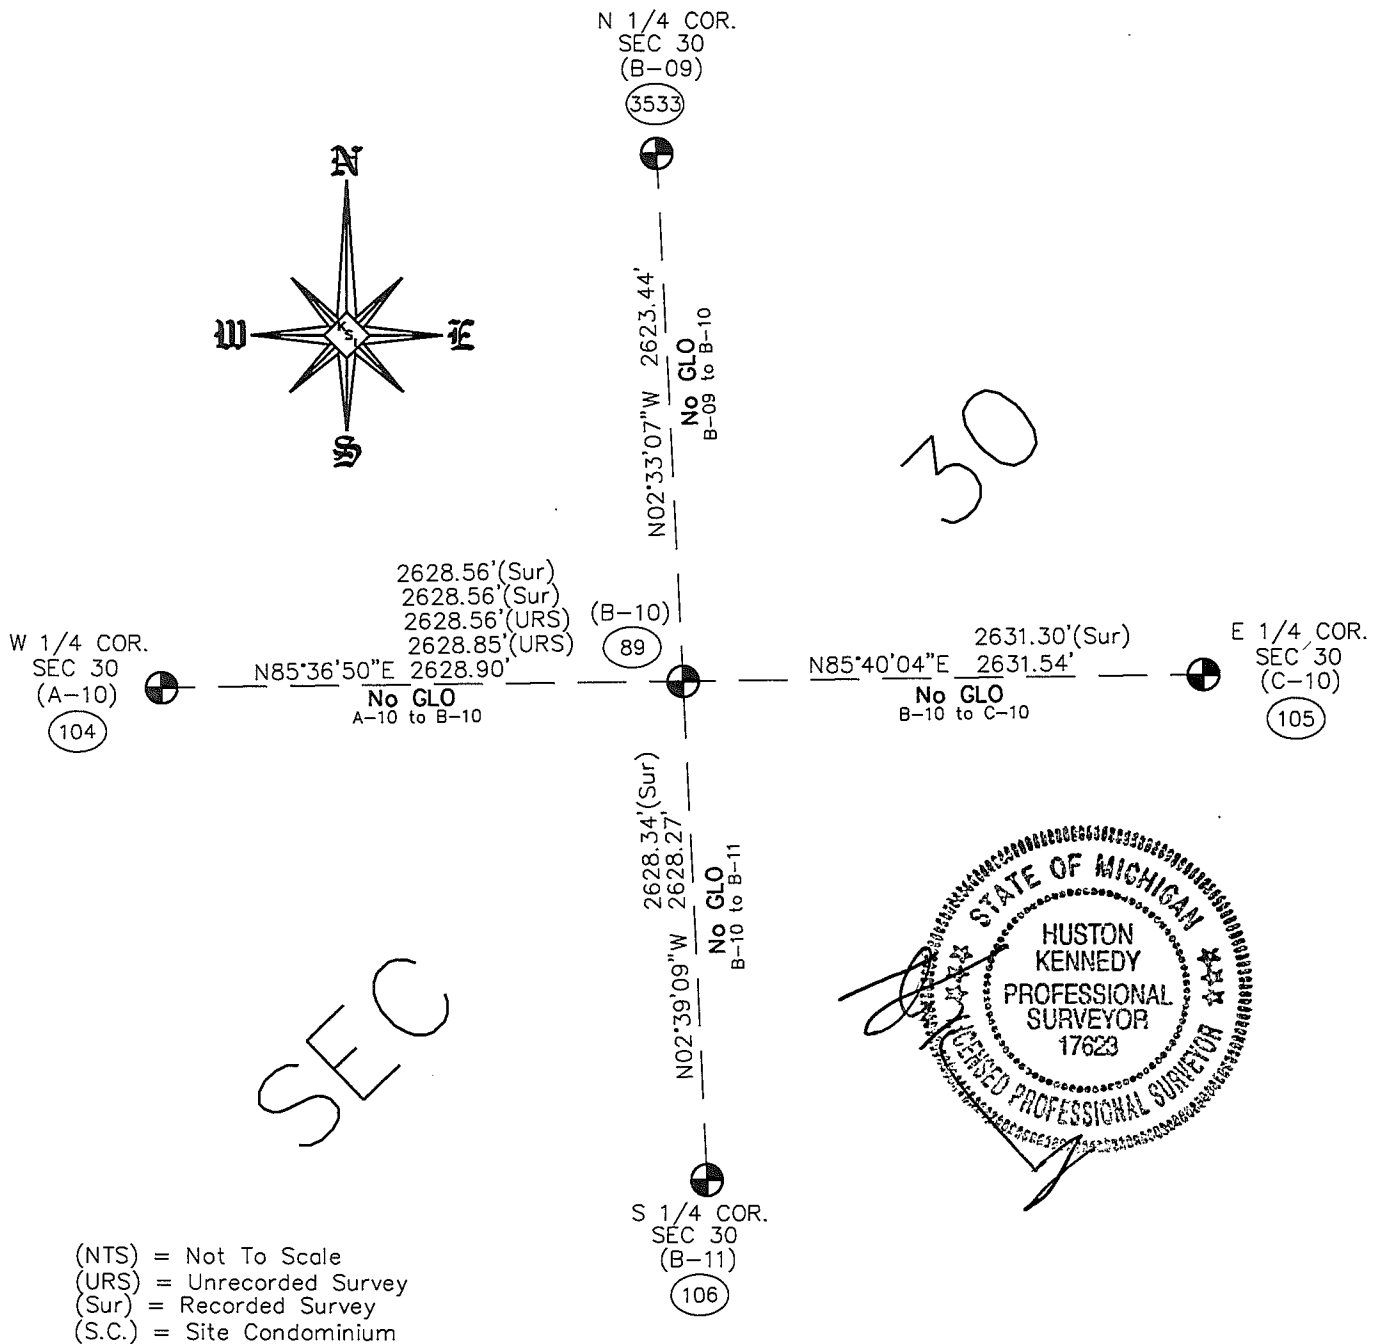 N 1/4 COR.
SEC 30
(B-09)
3533
N
W
E
S
KSI
N02°33'07"W 2623.44'
No GLO
B-09 to B-10
30
2628.56'(Sur)
2628.56'(Sur)
2628.56'(URS)
2628.85'(URS)
N85°36'50"E 2628.90'
No GLO
A-10 to B-10
(B-10)
89
W 1/4 COR.
SEC 30
(A-10)
104
2631.30'(Sur)
N85°40'04"E 2631.54'
No GLO
B-10 to C-10
E 1/4 COR.
SEC 30
(C-10)
105
2628.34'(Sur)
N02°39'09"W 2628.27'
No GLO
B-10 to B-11
STATE OF MICHIGAN
HUSTON
KENNEDY
PROFESSIONAL
SURVEYOR
17623
LICENSED PROFESSIONAL SURVEYOR
SEC
S 1/4 COR.
SEC 30
(B-11)
106
(NTS) = Not To Scale
(URS) = Unrecorded Survey
(Sur) = Recorded Survey
(S.C.) = Site Condominium